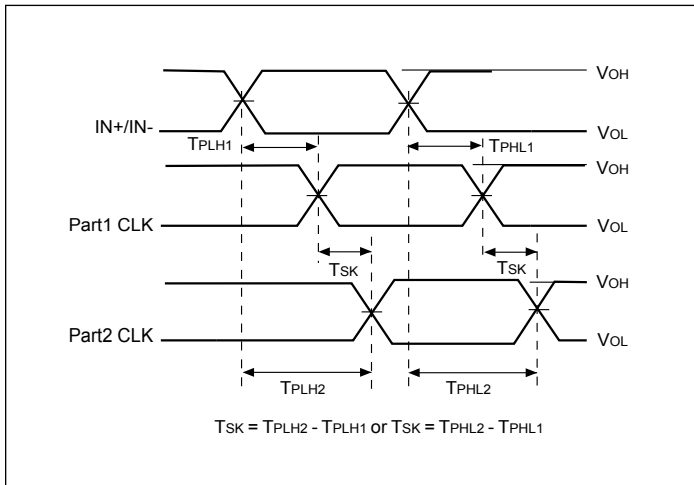 VOH
IN+/IN-
VOL
TPLH1
TPHL1
VOH
Part1 CLK
VOL
TSK
TSK
VOH
Part2 CLK
VOL
TPLH2
TPHL2
TSK = TPLH2 - TPLH1 or TSK = TPHL2 - TPHL1